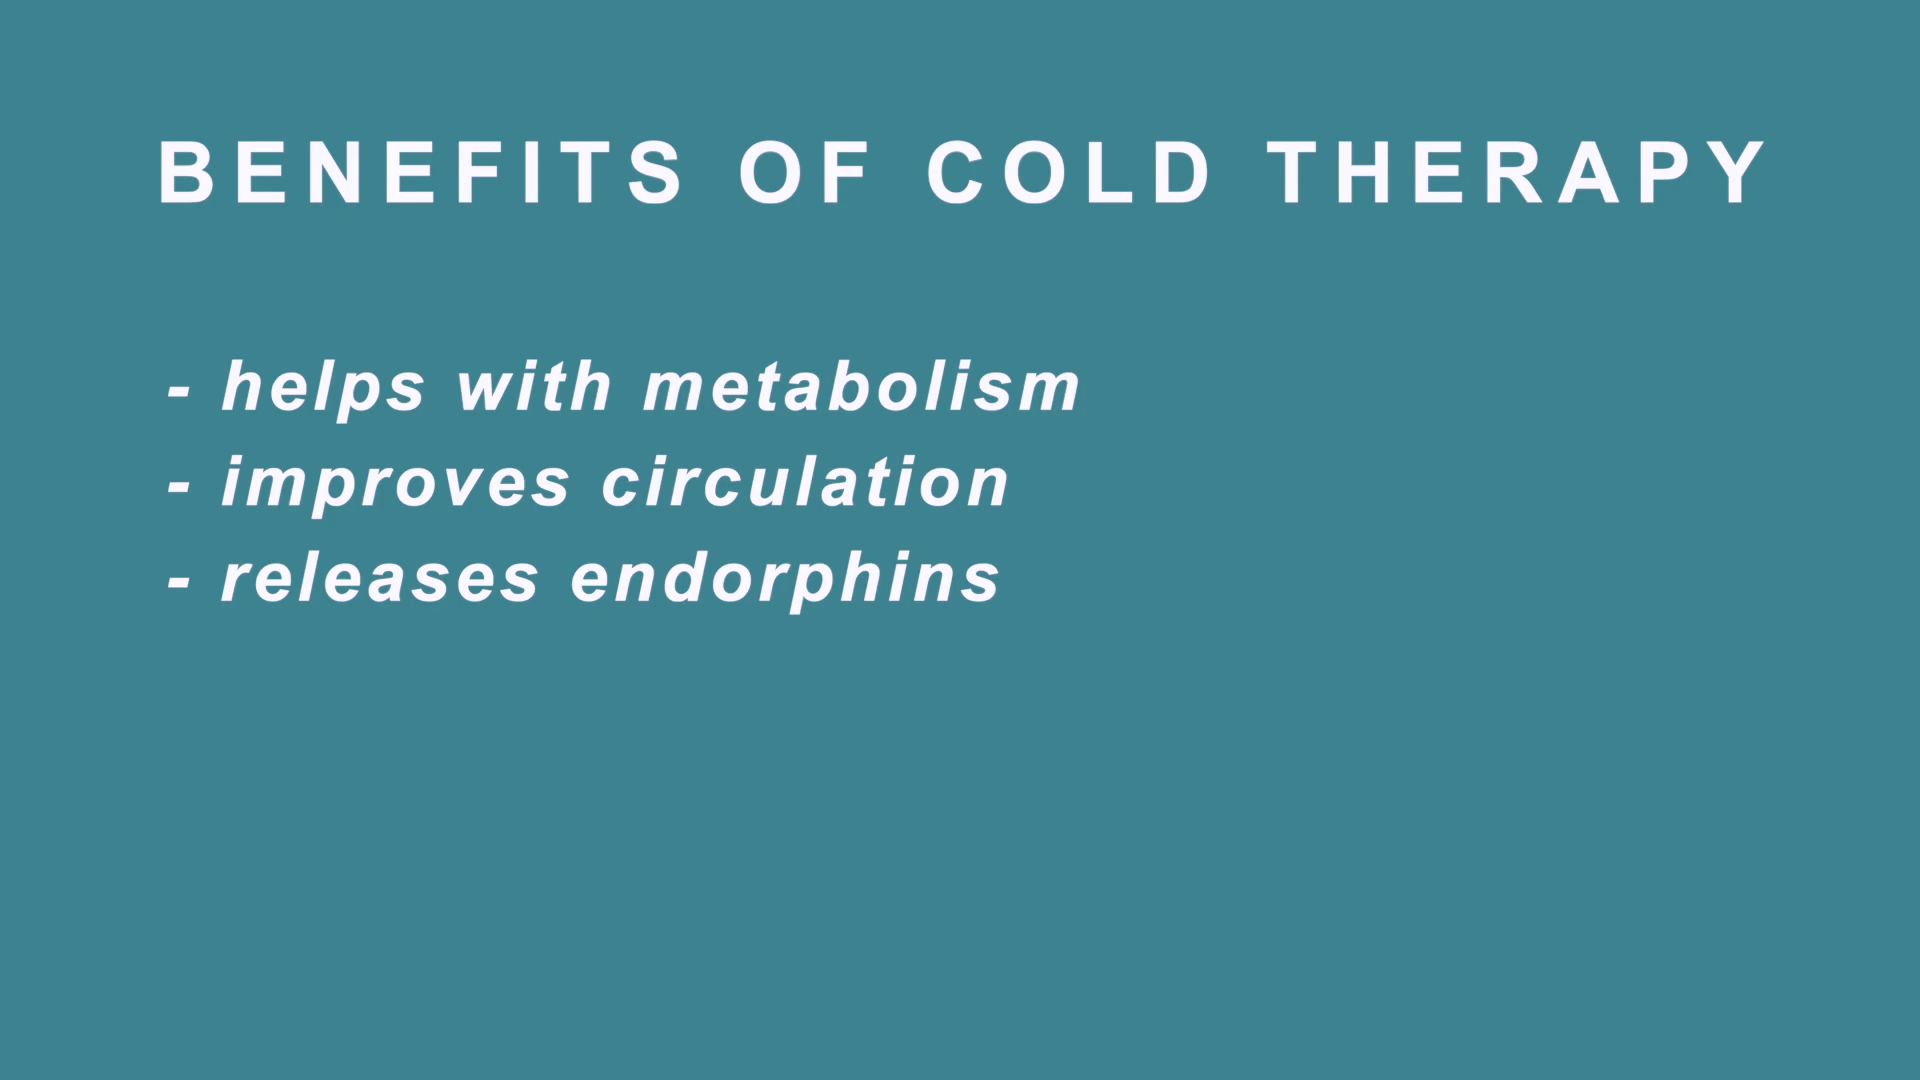 BENEFITS OF COLD THERAPY
- helps with metabolism
- improves circulation
- releases endorphins